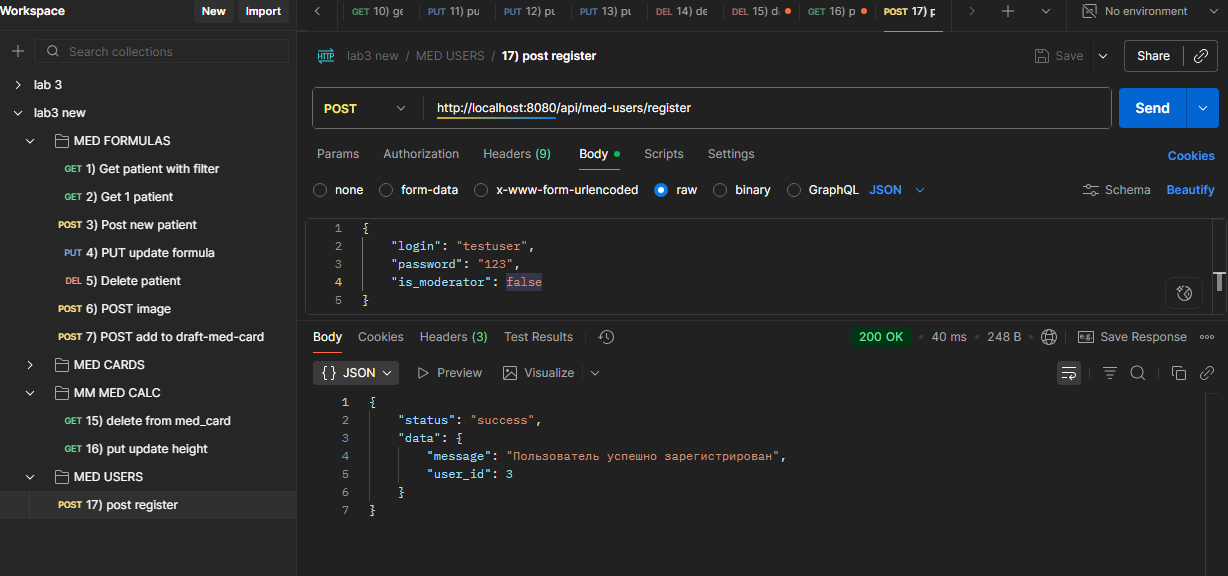 Workspace
New
Import
GET 10) ge
PUT 11) pu
PUT 12) pu
PUT 13) pu
DEL 14) de
DEL 15) d
GET 16) p
POST 17) p
No environment
Search collections
lab 3
lab3 new
MED FORMULAS
GET 1) Get patient with filter
GET 2) Get 1 patient
POST 3) Post new patient
PUT 4) PUT update formula
DEL 5) Delete patient
POST 6) POST image
POST 7) POST add to draft-med-card
MED CARDS
MM MED CALC
GET 15) delete from med_card
GET 16) put update height
MED USERS
POST 17) post register
HTTP lab3 new / MED USERS / 17) post register
Save
Share
POST
http://localhost:8080/api/med-users/register
Send
Params Authorization Headers (9) Body Scripts Settings
Cookies
none form-data x-www-form-urlencoded raw binary GraphQL JSON
Schema Beautify
1 {
2 "login": "testuser",
3 "password": "123",
4 "is_moderator": false
5 }
Body Cookies Headers (3) Test Results
200 OK • 40 ms • 248 B
e.g. Save Response
{} JSON Preview Visualize
1 {
2 "status": "success",
3 "data": {
4 "message": "Пользователь успешно зарегистрирован",
5 "user_id": 3
6 }
7 }